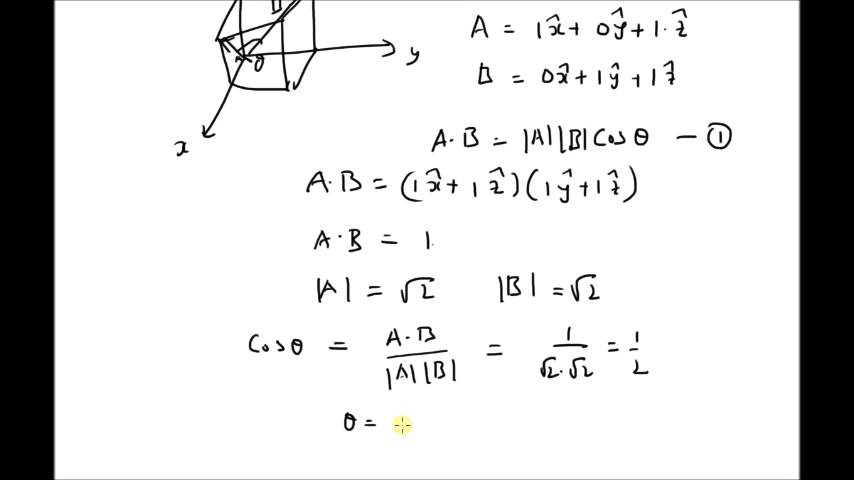 A = 1x̂ + 0ŷ + 1·ẑ
y
B = 0x̂ + 1ŷ + 1ẑ
θ
x
A·B = |A||B|Cosθ — ①
A·B = (1x̂ + 1ẑ)(1ŷ + 1ẑ)
A·B = 1.
|A| = √2 |B| = √2
Cosθ = A·B / |A||B| = 1 / √2·√2 = 1/2
θ =